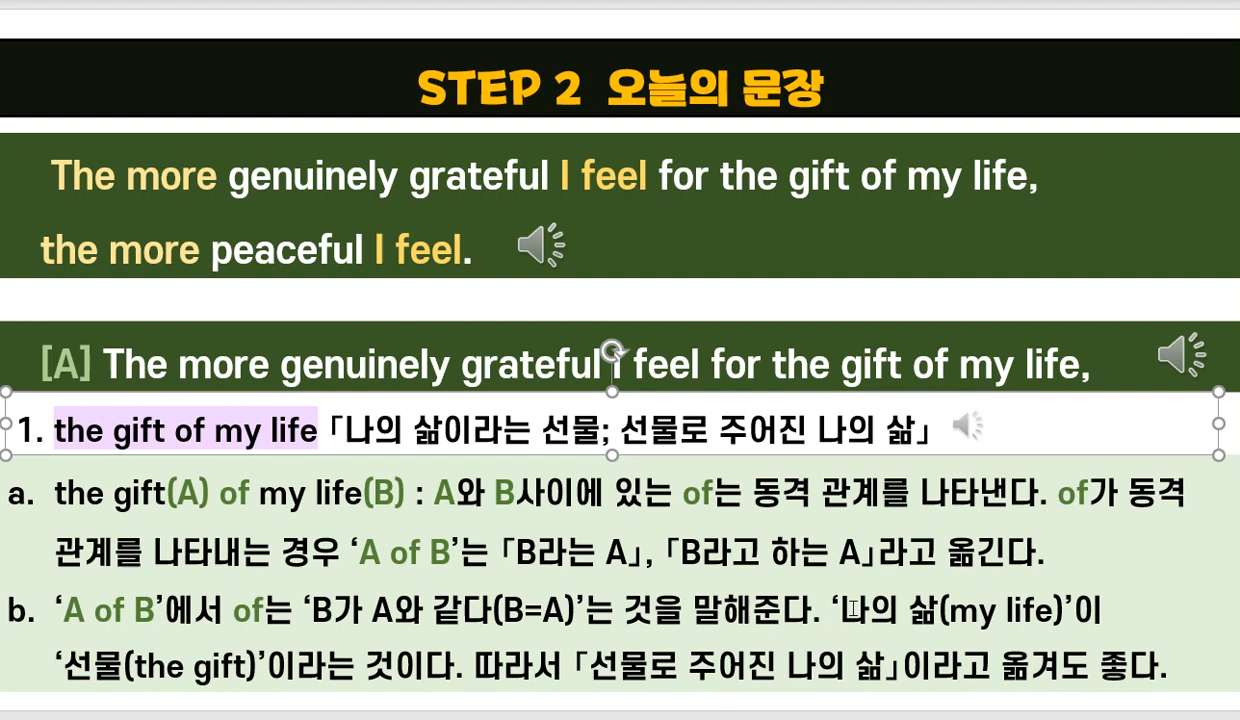 STEP 2 오늘의 문장
The more genuinely grateful I feel for the gift of my life,
the more peaceful I feel.
[A] The more genuinely grateful I feel for the gift of my life,
1. the gift of my life「나의 삶이라는 선물; 선물로 주어진 나의 삶」
a. the gift(A) of my life(B) : A와 B사이에 있는 of는 동격 관계를 나타낸다. of가 동격
관계를 나타내는 경우 ‘A of B’는「B라는 A」,「B라고 하는 A」라고 옮긴다.
b. ‘A of B’에서 of는 ‘B가 A와 같다(B=A)’는 것을 말해준다. ‘나의 삶(my life)’이
‘선물(the gift)’이라는 것이다. 따라서「선물로 주어진 나의 삶」이라고 옮겨도 좋다.